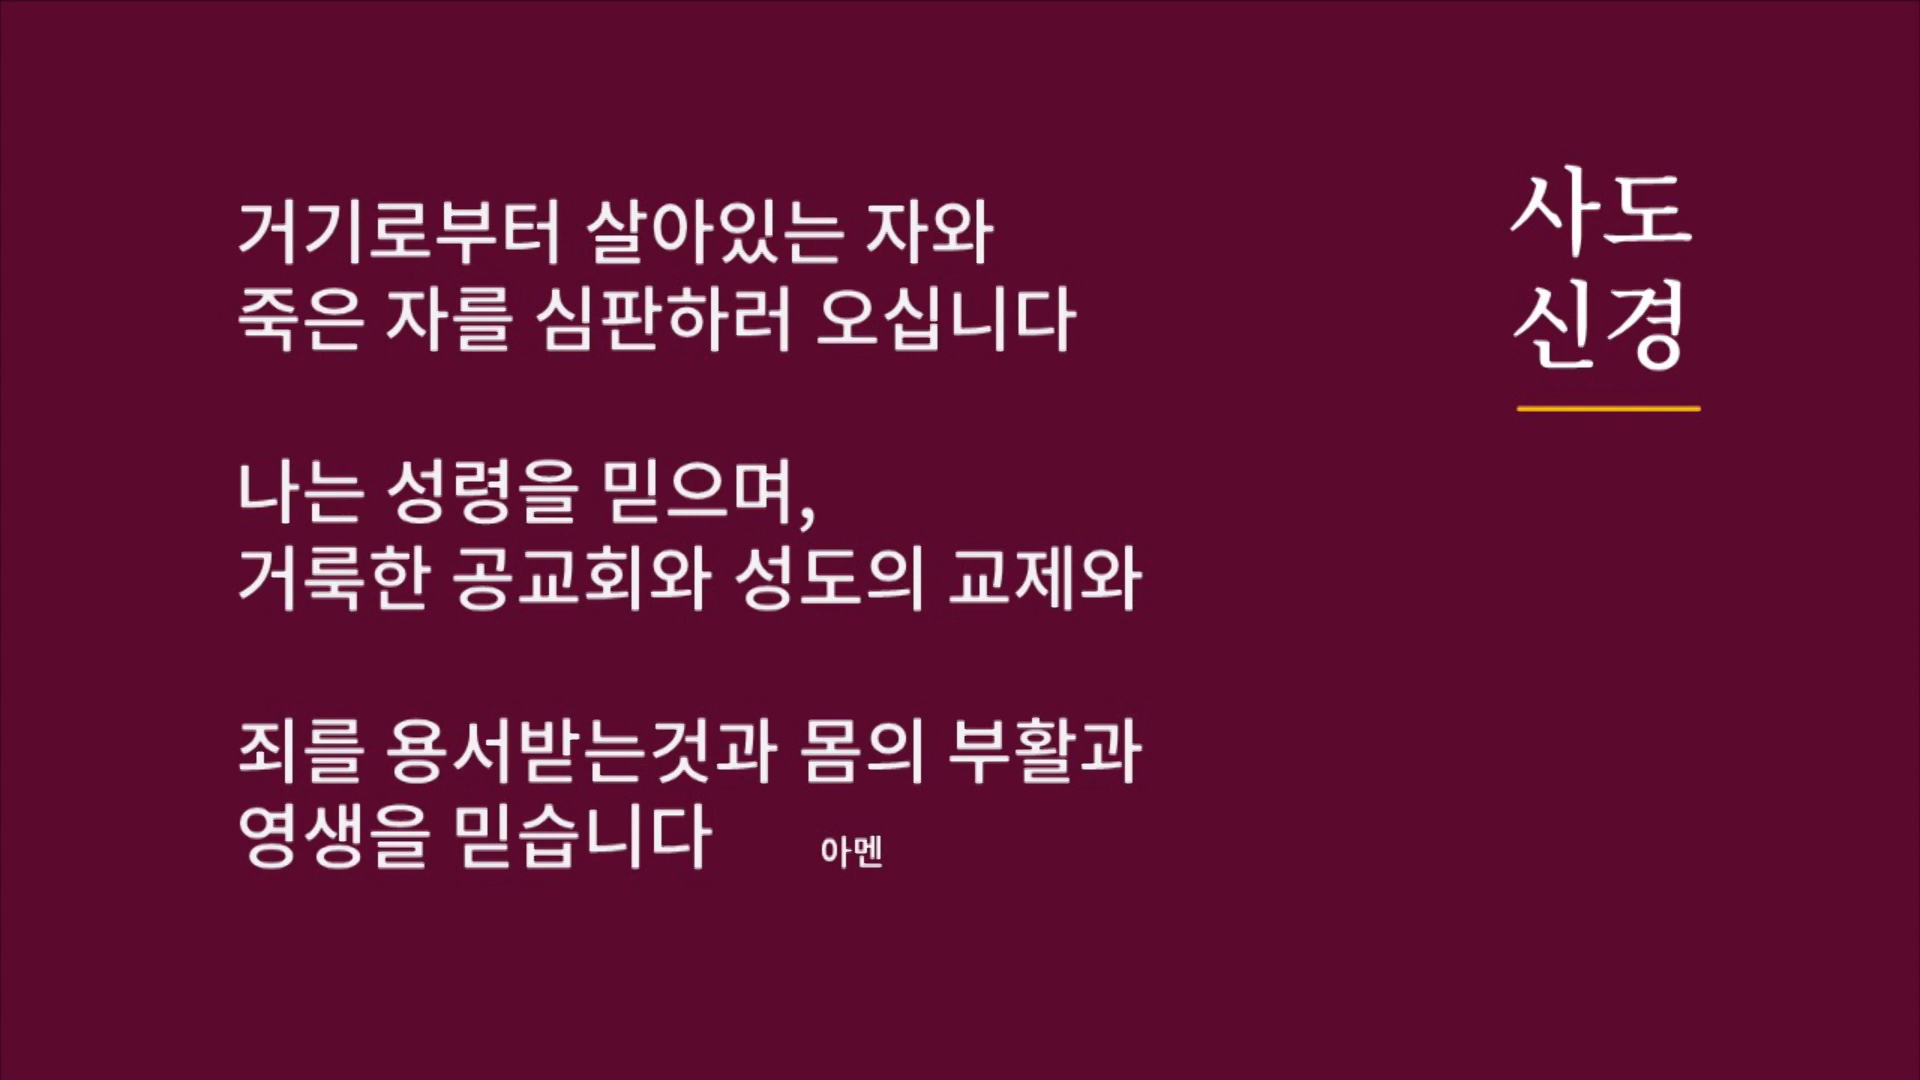 사도
신경
거기로부터 살아있는 자와
죽은 자를 심판하러 오십니다
나는 성령을 믿으며,
거룩한 공교회와 성도의 교제와
죄를 용서받는것과 몸의 부활과
영생을 믿습니다 아멘